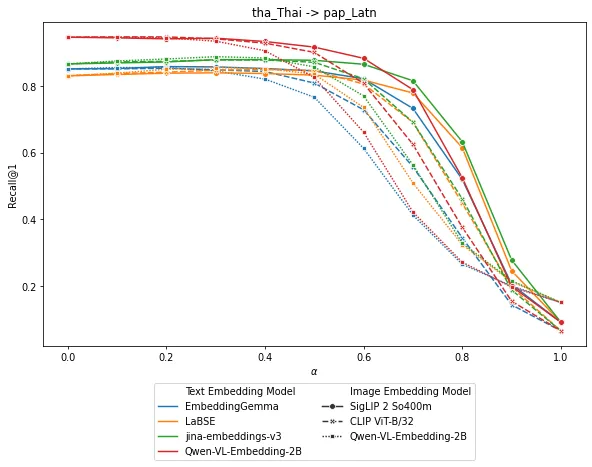 tha_Thai -> pap_Latn
Recall@1
0.8
0.6
0.4
0.2
0.0 0.2 0.4 0.6 0.8 1.0
α
Text Embedding Model Image Embedding Model
EmbeddingGemma SigLIP 2 So400m
LaBSE CLIP ViT-B/32
jina-embeddings-v3 Qwen-VL-Embedding-2B
Qwen-VL-Embedding-2B